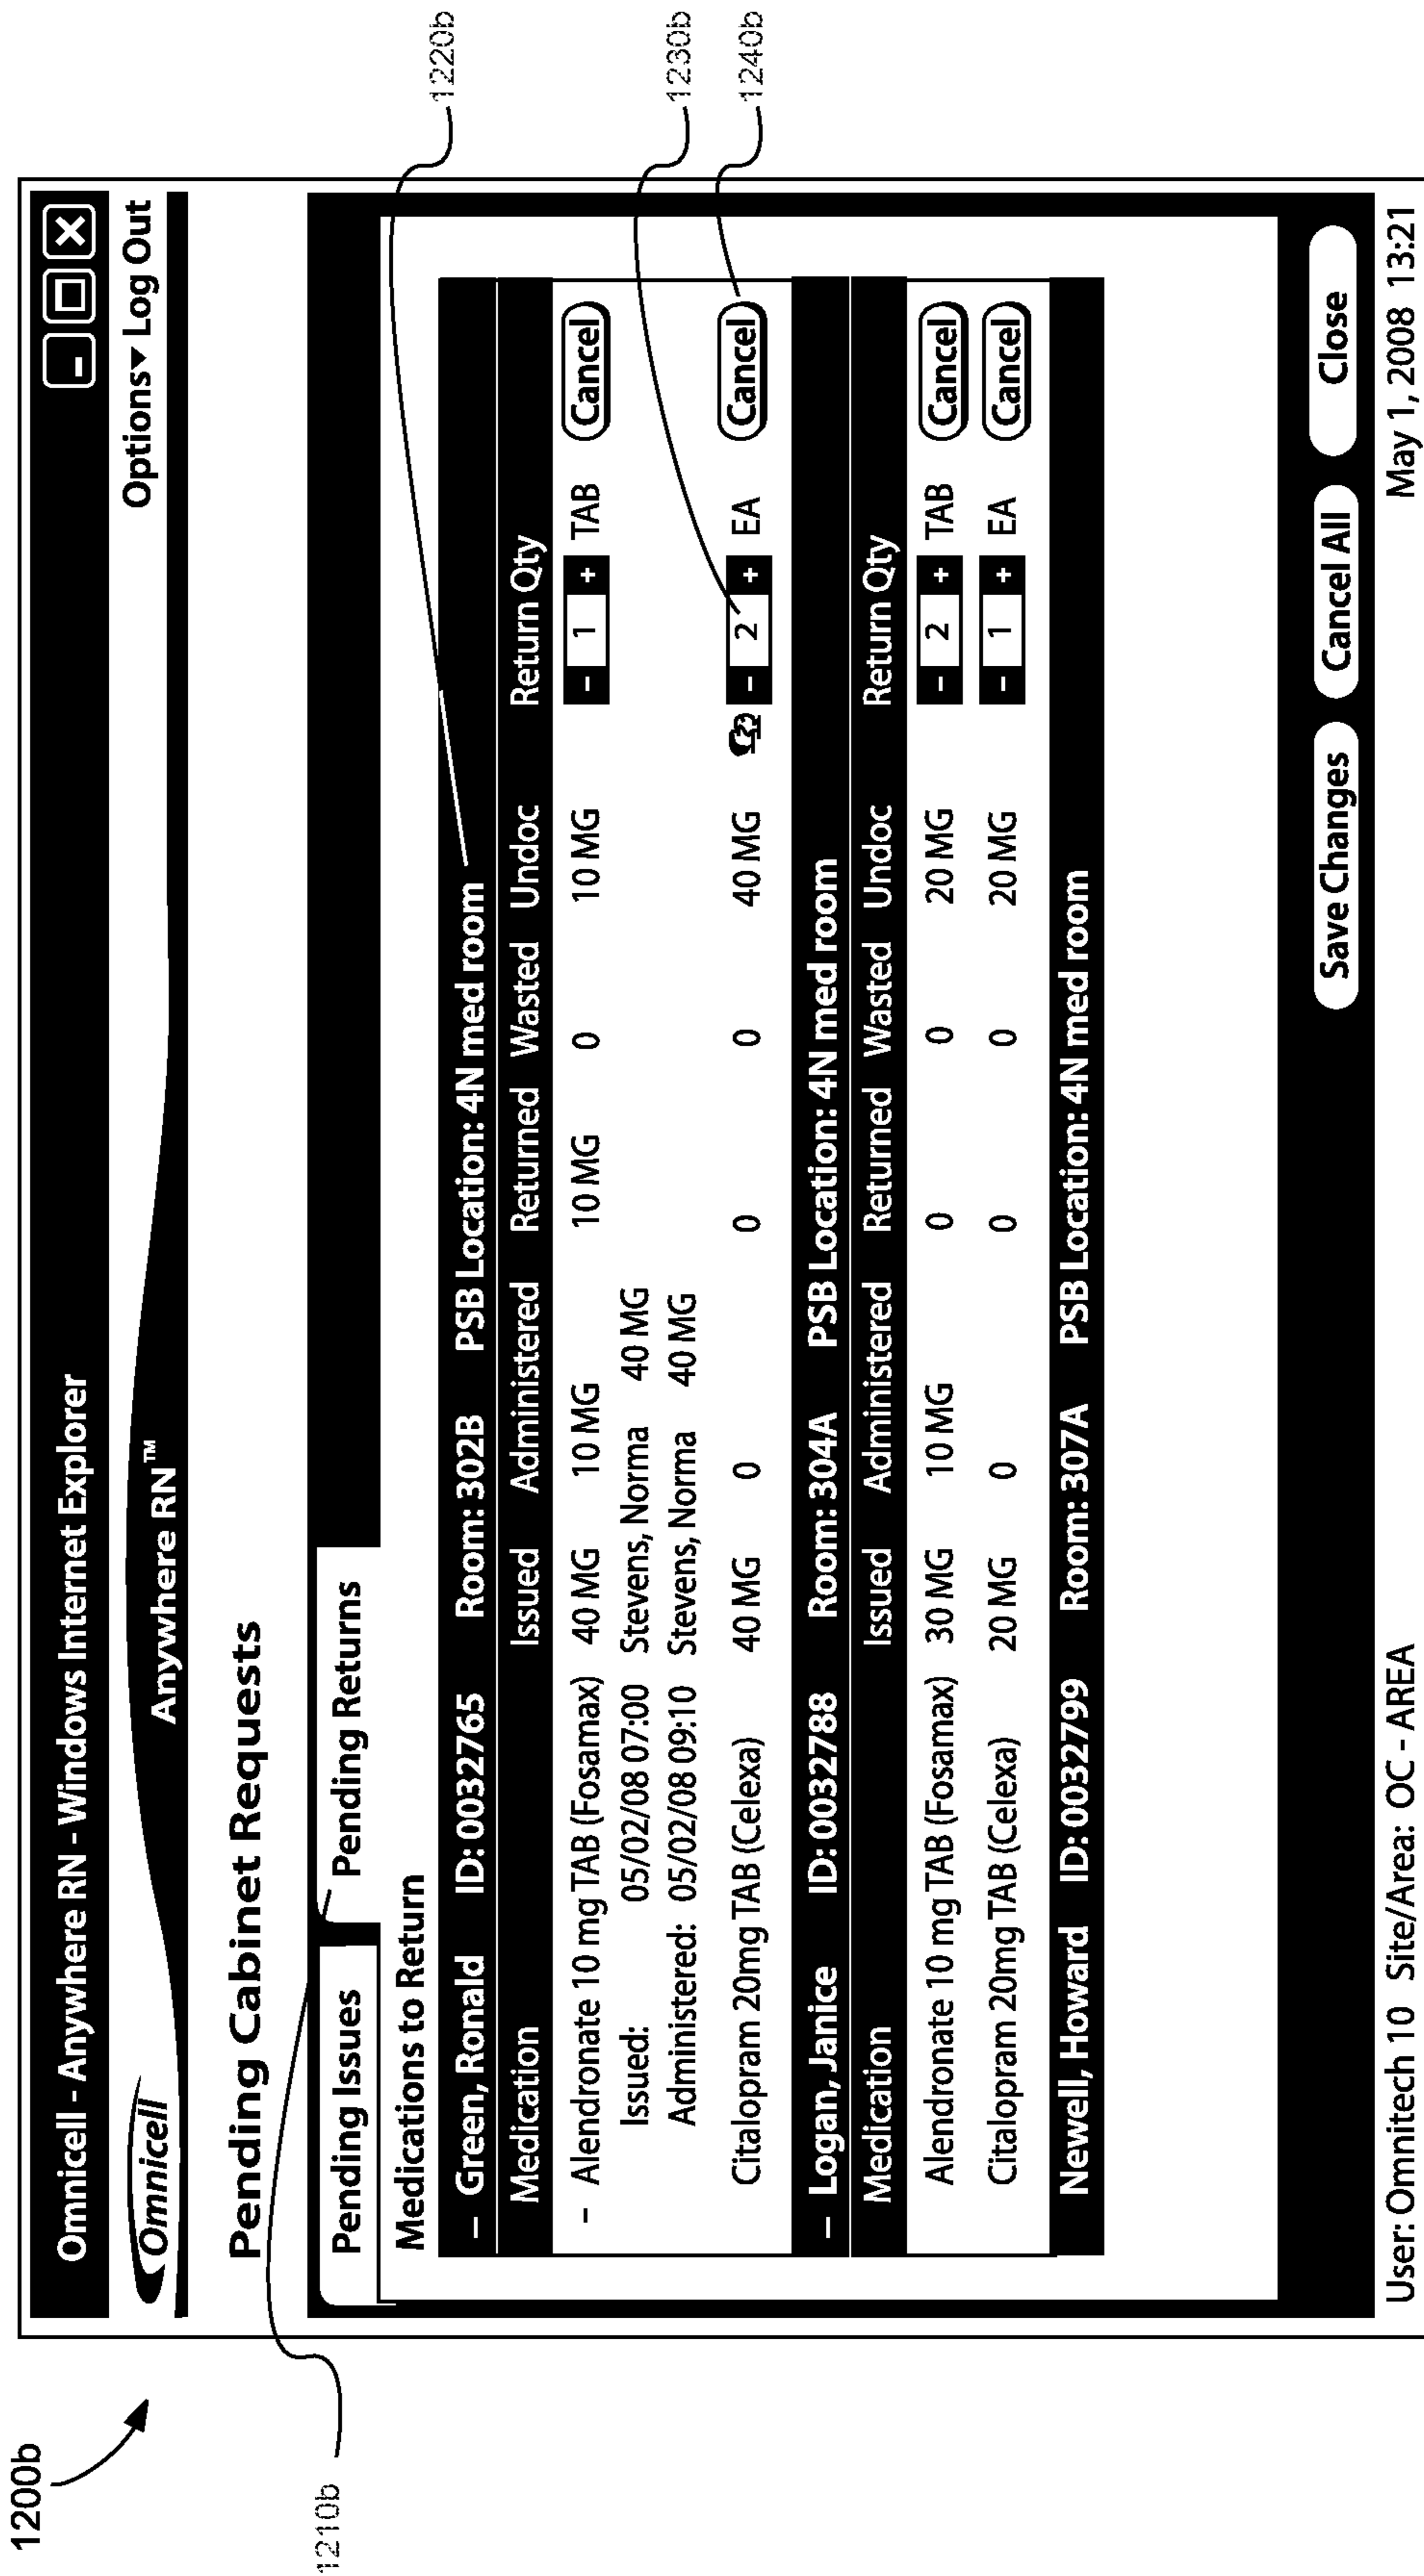 1200b
Omnicell - Anywhere RN - Windows Internet Explorer
Omnicell
Anywhere RN™
Options▾ Log Out
Pending Cabinet Requests
1210b
Pending Issues Pending Returns
Medications to Return
1220b
– Green, Ronald ID: 0032765 Room: 302B PSB Location: 4N med room
Medication Issued Administered Returned Wasted Undoc Return Qty
– Alendronate 10 mg TAB (Fosamax) 40 MG 10 MG 10 MG 0 10 MG – 1 + TAB Cancel
Issued: 05/02/08 07:00 Stevens, Norma 40 MG
Administered: 05/02/08 09:10 Stevens, Norma 40 MG
1230b
Citalopram 20mg TAB (Celexa) 40 MG 0 0 0 40 MG – 2 + EA Cancel
1240b
– Logan, Janice ID: 0032788 Room: 304A PSB Location: 4N med room
Medication Issued Administered Returned Wasted Undoc Return Qty
Alendronate 10 mg TAB (Fosamax) 30 MG 10 MG 0 0 20 MG – 2 + TAB Cancel
Citalopram 20mg TAB (Celexa) 20 MG 0 0 0 20 MG – 1 + EA Cancel
Newell, Howard ID: 0032799 Room: 307A PSB Location: 4N med room
Save Changes Cancel All Close
User: Omnitech 10 Site/Area: OC - AREA May 1, 2008 13:21